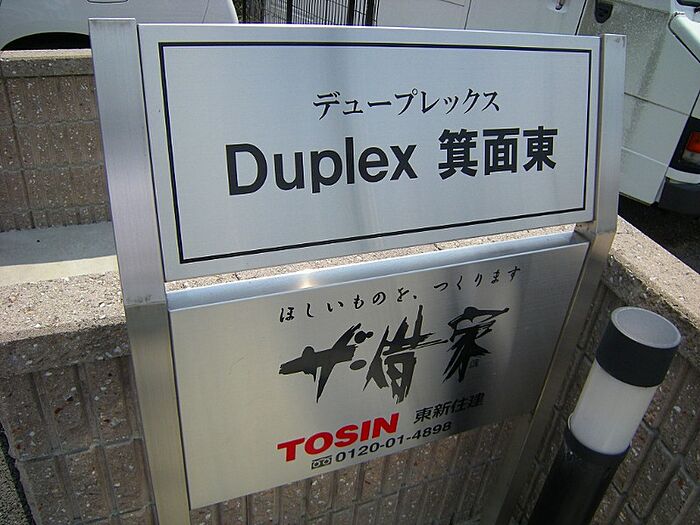 デュープレックス
Duplex 箕面東
ほしいものを、つくります
ザ・借家
TOSIN 東新住建
0120-01-4898